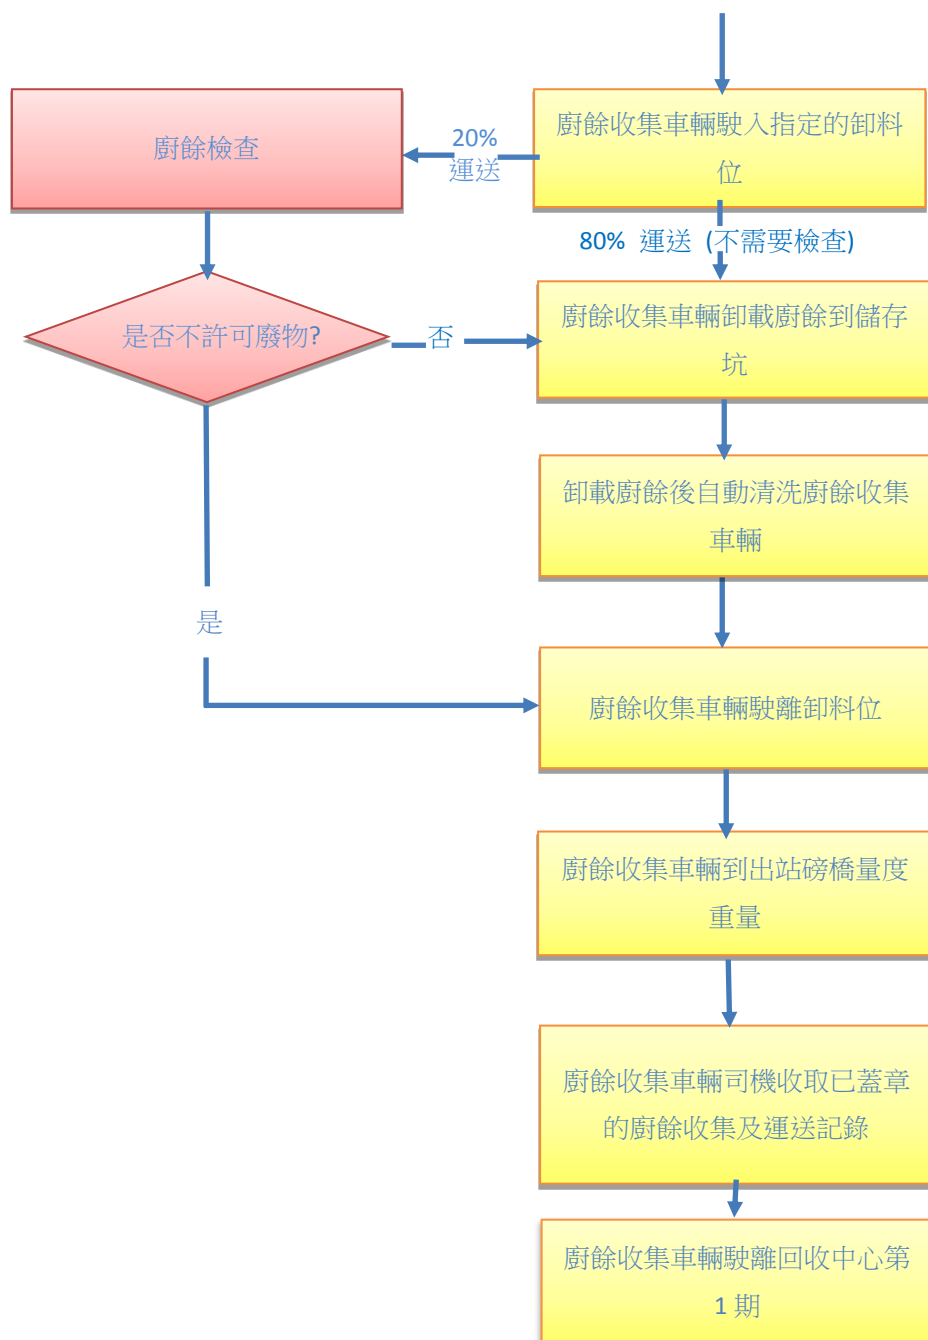 廚餘檢查
20%
運送
廚餘收集車輛駛入指定的卸料
位
80% 運送 (不需要檢查)
是否不許可廢物?
否
廚餘收集車輛卸載廚餘到儲存
坑
卸載廚餘後自動清洗廚餘收集
車輛
是
廚餘收集車輛駛離卸料位
廚餘收集車輛到出站磅橋量度
重量
廚餘收集車輛司機收取已蓋章
的廚餘收集及運送記錄
廚餘收集車輛駛離回收中心第
1 期